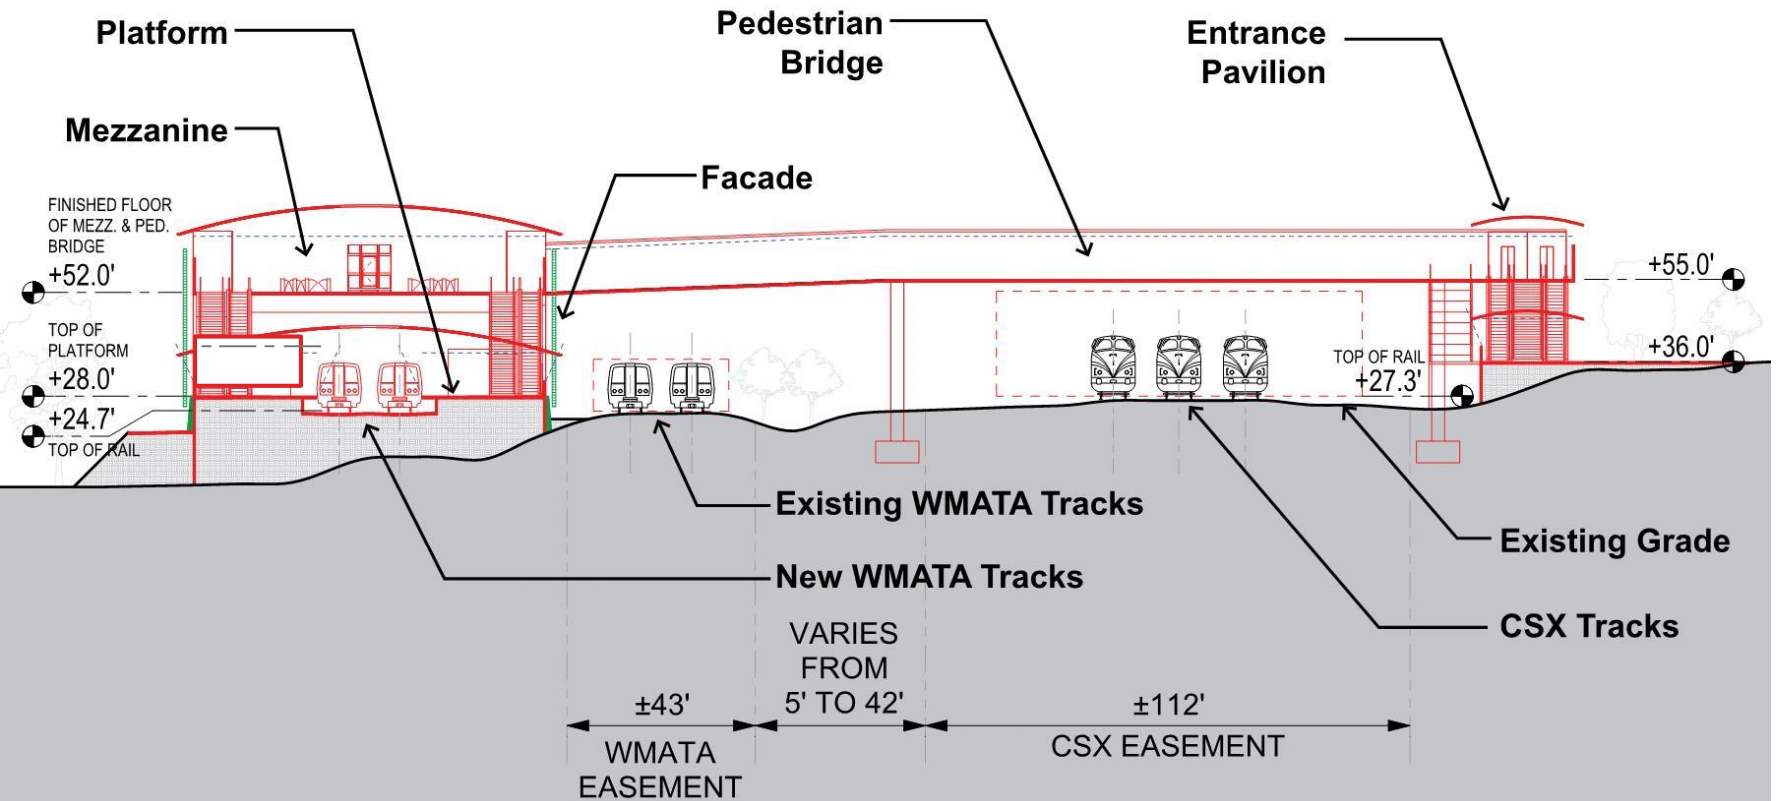 Platform
Pedestrian
Bridge
Entrance
Pavilion
Mezzanine
Facade
FINISHED FLOOR
OF MEZZ. & PED.
BRIDGE
+52.0'
+55.0'
TOP OF
PLATFORM
+28.0'
+24.7'
TOP OF RAIL
TOP OF RAIL
+27.3'
+36.0'
Existing WMATA Tracks
New WMATA Tracks
Existing Grade
CSX Tracks
±43'
WMATA
EASEMENT
VARIES
FROM
5' TO 42'
±112'
CSX EASEMENT